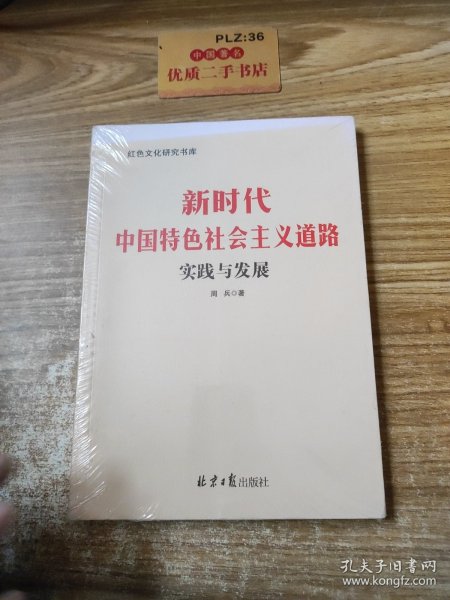 PLZ:36
中国著名
优质二手书店
红色文化研究书库
新时代
中国特色社会主义道路
实践与发展
周 兵◎著
北京日报出版社
孔夫子旧书网
www.kongfz.com